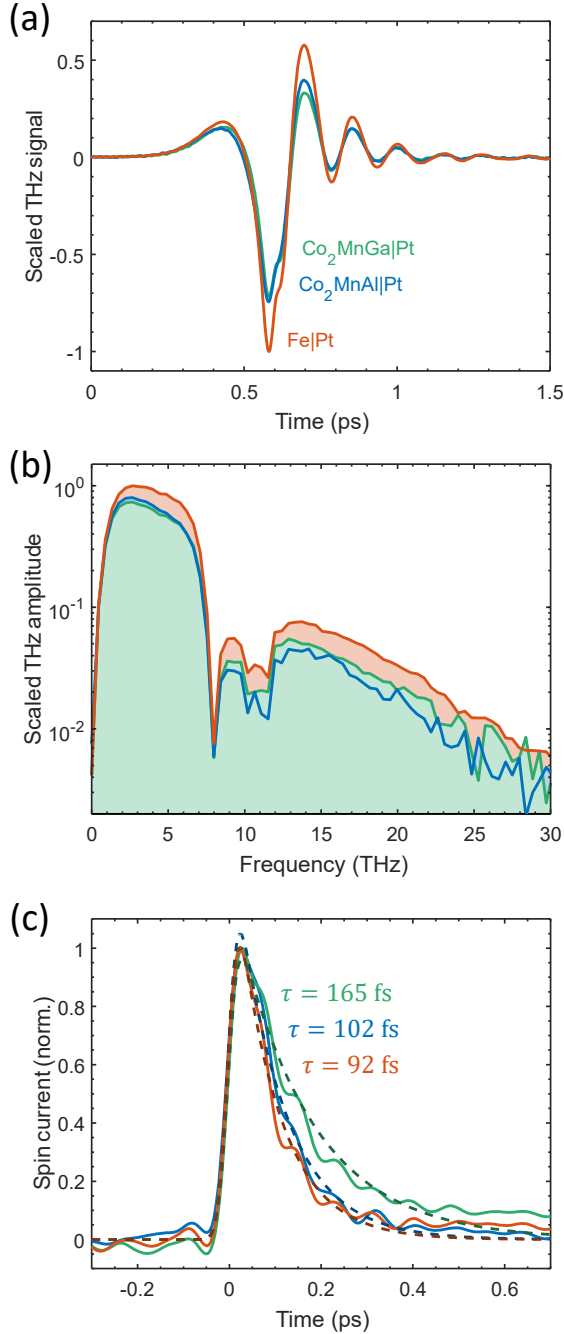 (a)
0.5
0
-0.5
-1
Scaled THz signal
Co₂MnGa|Pt
Co₂MnAl|Pt
Fe|Pt
0 0.5 1 1.5
Time (ps)
(b)
10⁰
10⁻¹
10⁻²
Scaled THz amplitude
0 5 10 15 20 25 30
Frequency (THz)
(c)
1
0.8
0.6
0.4
0.2
0
Spin current (norm.)
τ = 165 fs
τ = 102 fs
τ = 92 fs
-0.2 0 0.2 0.4 0.6
Time (ps)